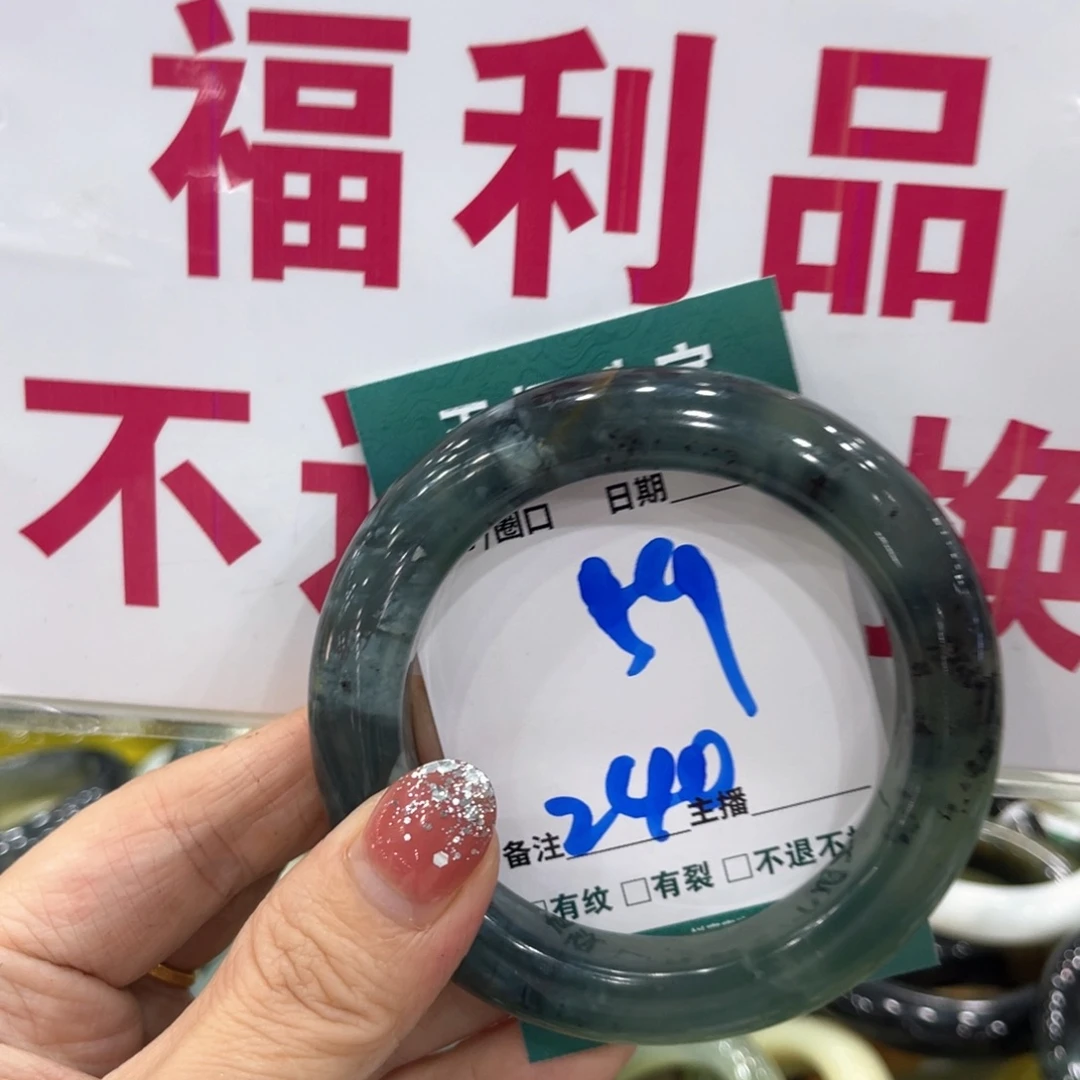 福利品
不退换
圈口 日期
59
240
备注 主播
有纹 □有裂 □不退不